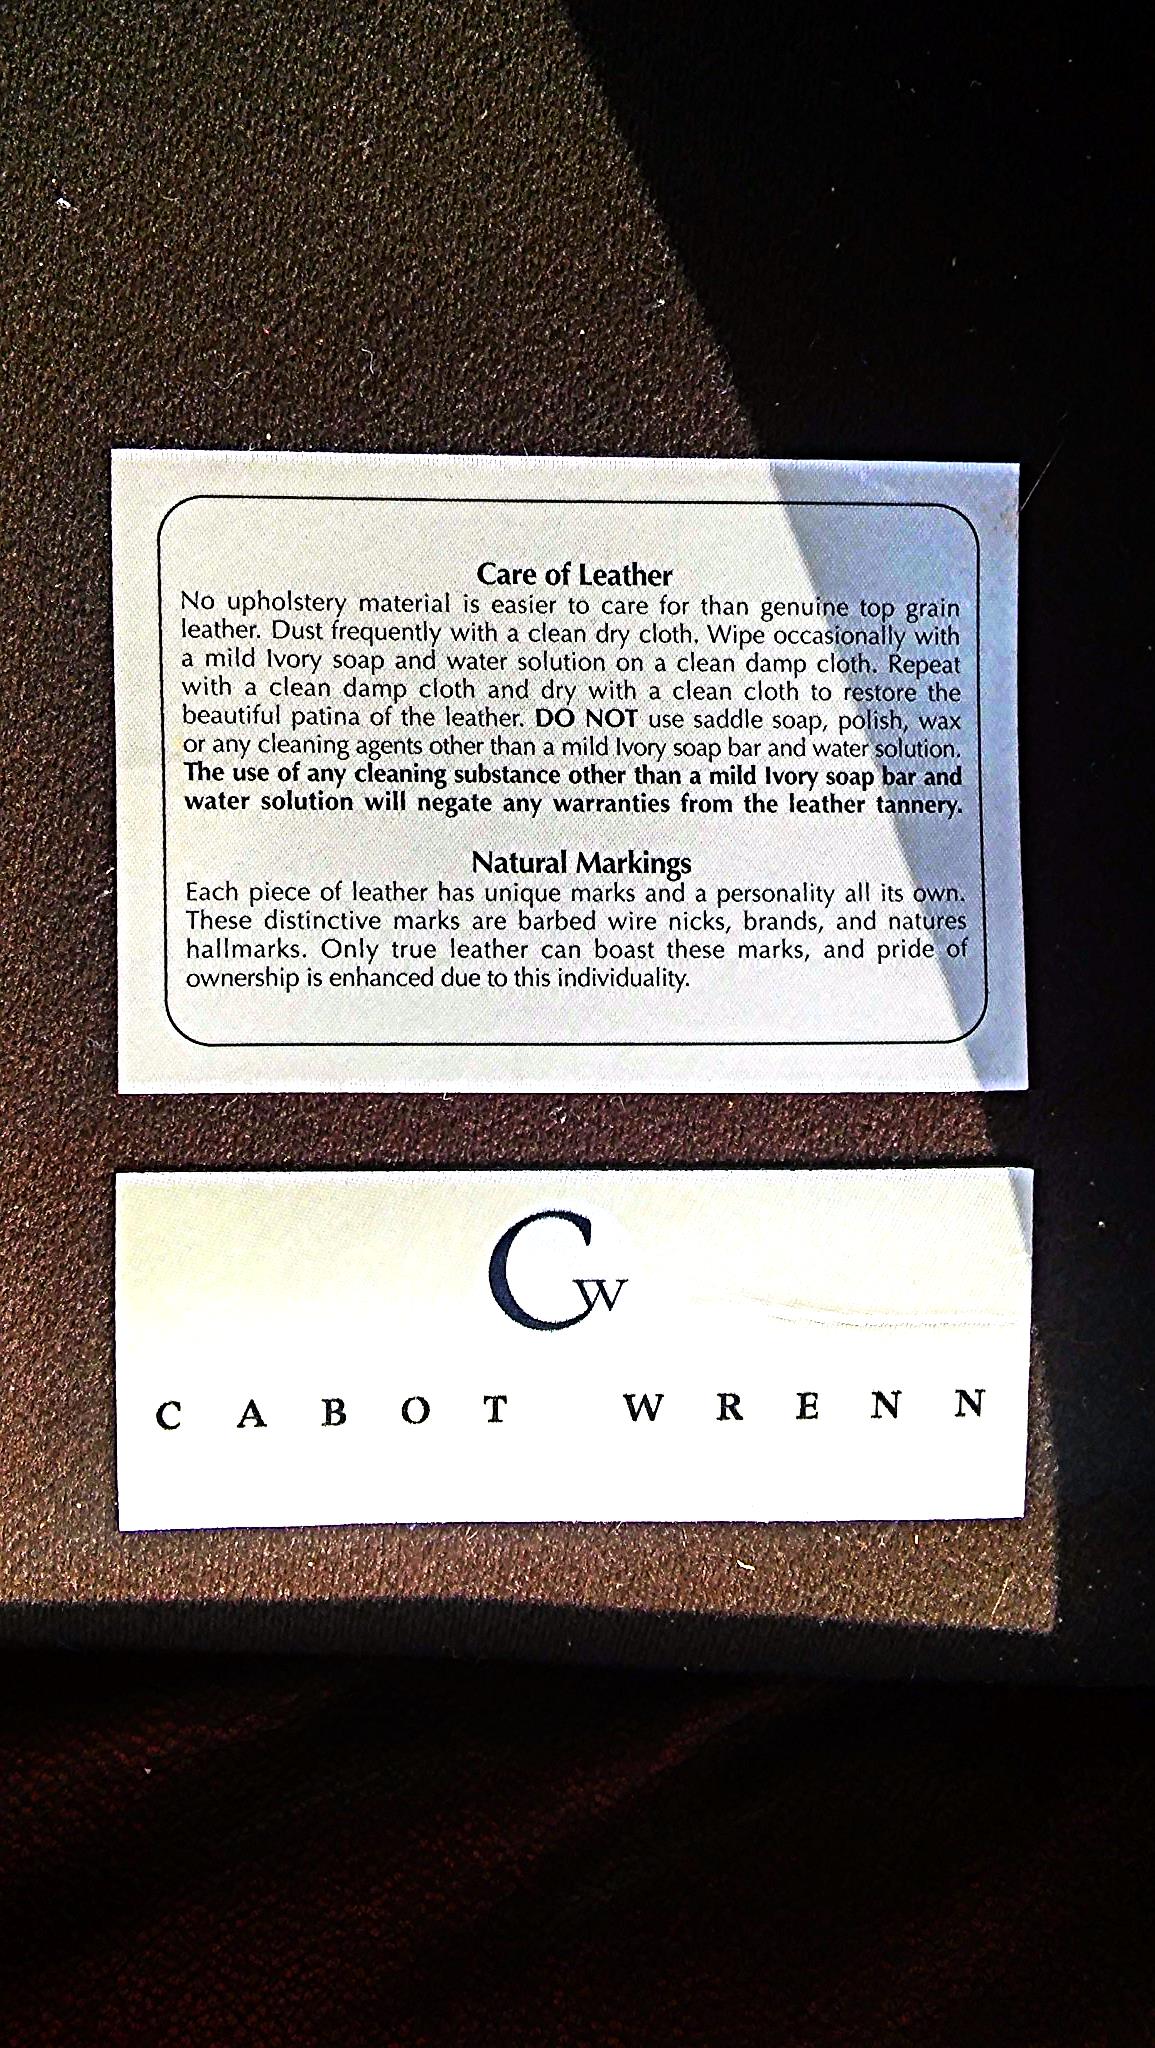 Care of Leather
No upholstery material is easier to care for than genuine top grain
leather. Dust frequently with a clean dry cloth. Wipe occasionally with
a mild Ivory soap and water solution on a clean damp cloth. Repeat
with a clean damp cloth and dry with a clean cloth to restore the
beautiful patina of the leather. DO NOT use saddle soap, polish, wax
or any cleaning agents other than a mild Ivory soap bar and water solution.
The use of any cleaning substance other than a mild Ivory soap bar and
water solution will negate any warranties from the leather tannery.
Natural Markings
Each piece of leather has unique marks and a personality all its own.
These distinctive marks are barbed wire nicks, brands, and natures
hallmarks. Only true leather can boast these marks, and pride of
ownership is enhanced due to this individuality.
CW
CABOT WRENN